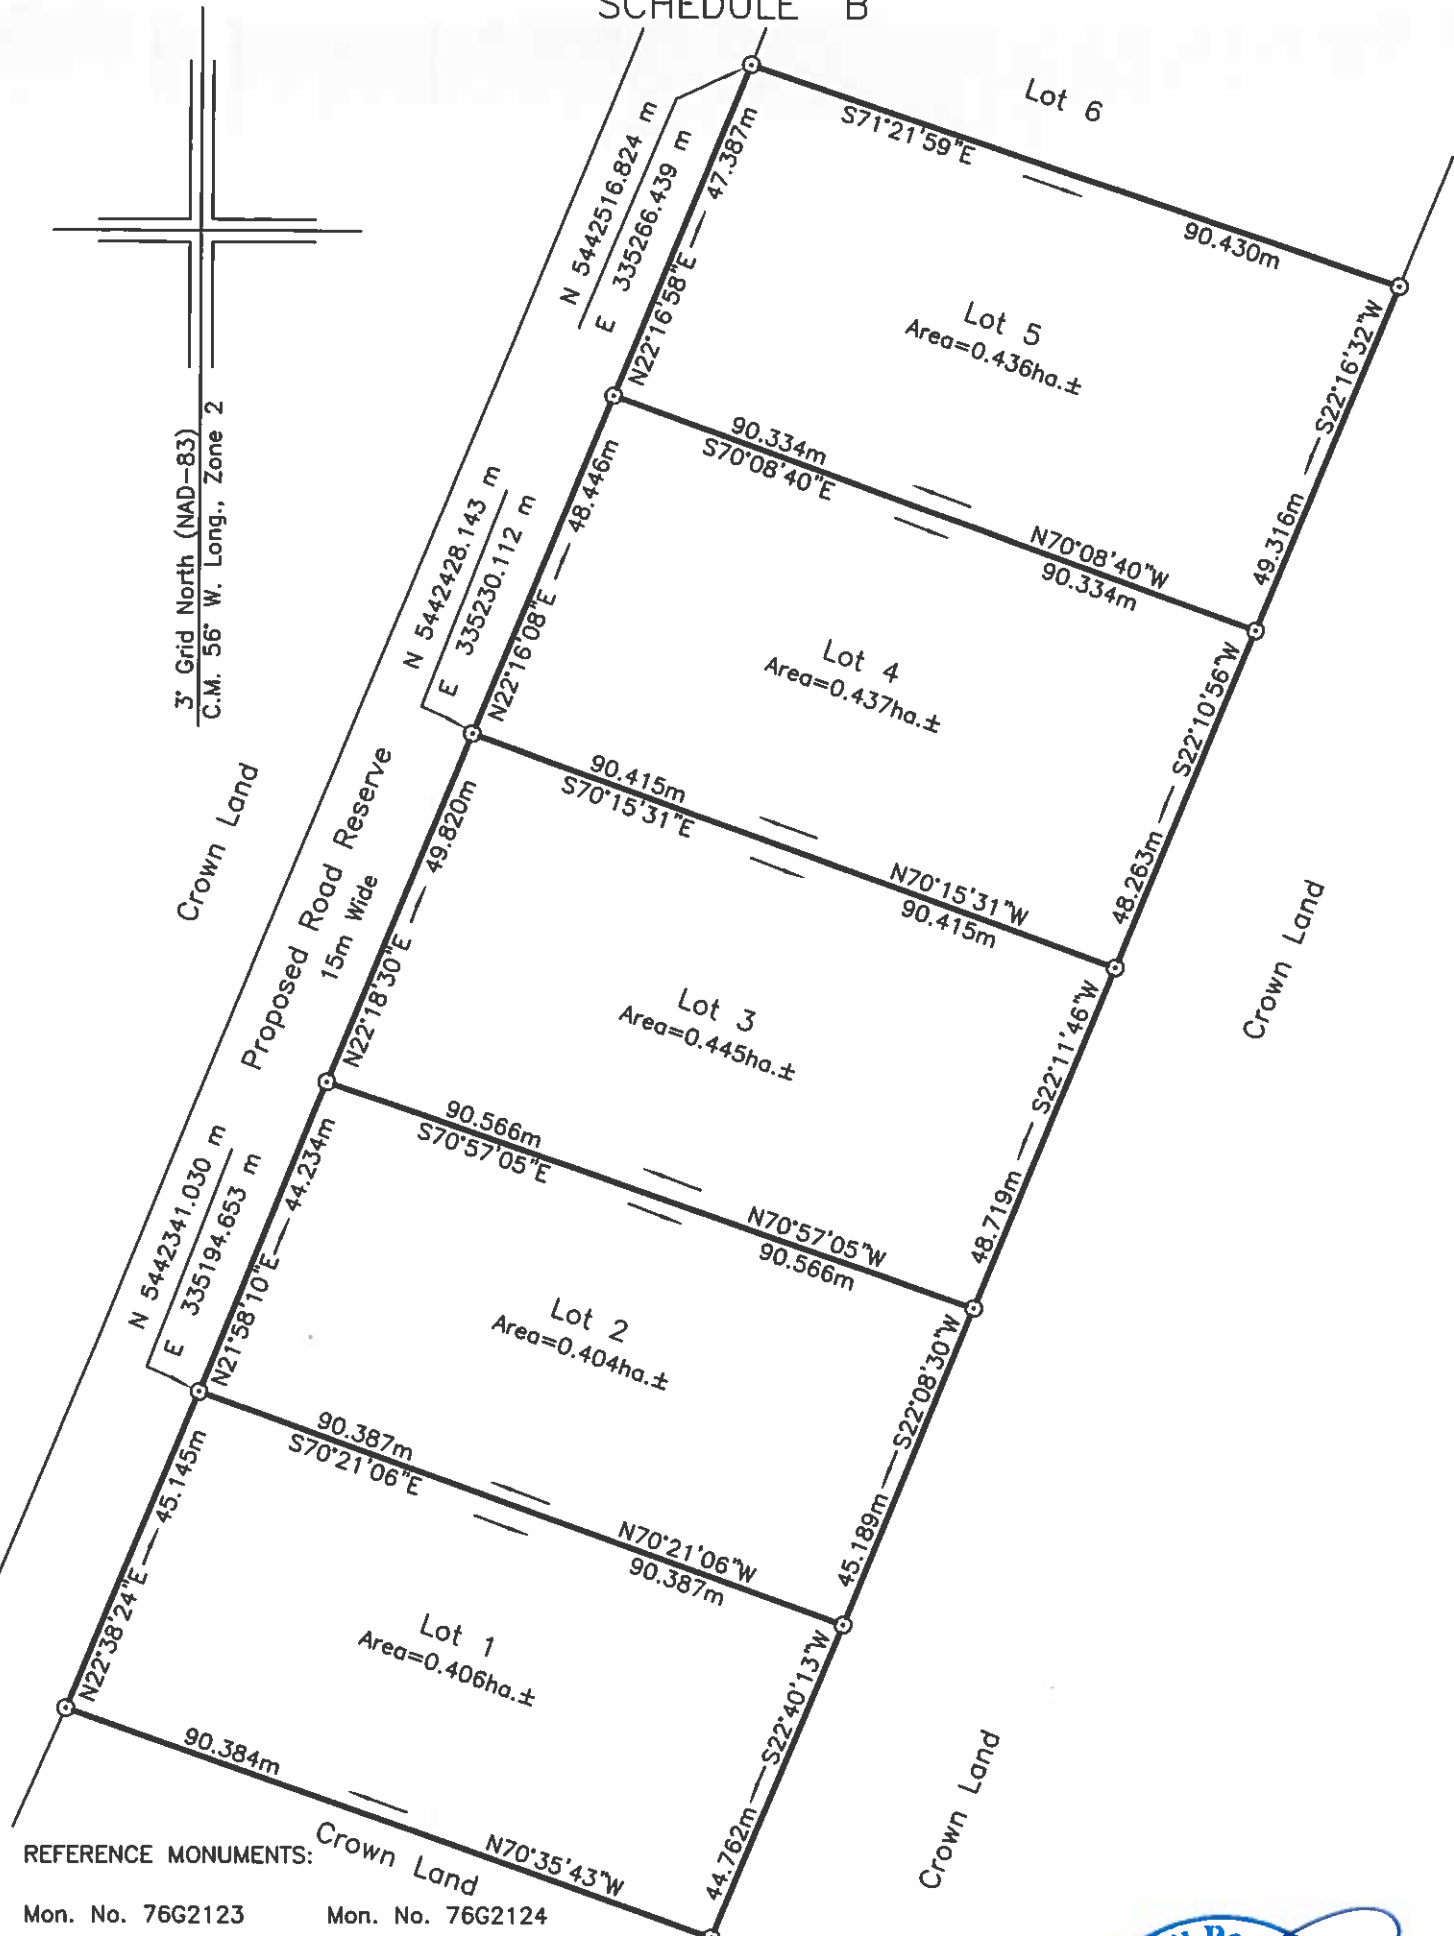 SCHEDULE B
Lot 6
S71°21'59"E
90.430m
N 5442516.824 m
E 335266.439 m
47.387m
N22°16'58"E
Lot 5
Area=0.436ha.±
S22°16'32"W
49.316m
3° Grid North (NAD-83)
C.M. 56° W. Long., Zone 2
90.334m
S70°08'40"E
N70°08'40"W
90.334m
N 5442428.143 m
E 335230.112 m
48.446m
N22°16'08"E
Lot 4
Area=0.437ha.±
S22°10'56"W
48.263m
Crown Land
Proposed Road Reserve
15m Wide
90.415m
S70°15'31"E
N70°15'31"W
90.415m
49.820m
N22°18'30"E
Lot 3
Area=0.445ha.±
S22°11'46"W
48.719m
Crown Land
90.566m
S70°57'05"E
N70°57'05"W
90.566m
N 5442341.030 m
E 335194.653 m
44.234m
N21°58'10"E
Lot 2
Area=0.404ha.±
S22°08'30"W
45.189m
90.387m
S70°21'06"E
N70°21'06"W
90.387m
45.145m
N22°38'24"E
Lot 1
Area=0.406ha.±
S22°40'13"W
44.762m
Crown Land
90.384m
N70°35'43"W
Crown Land
REFERENCE MONUMENTS:
Mon. No. 76G2123 Mon. No. 76G2124